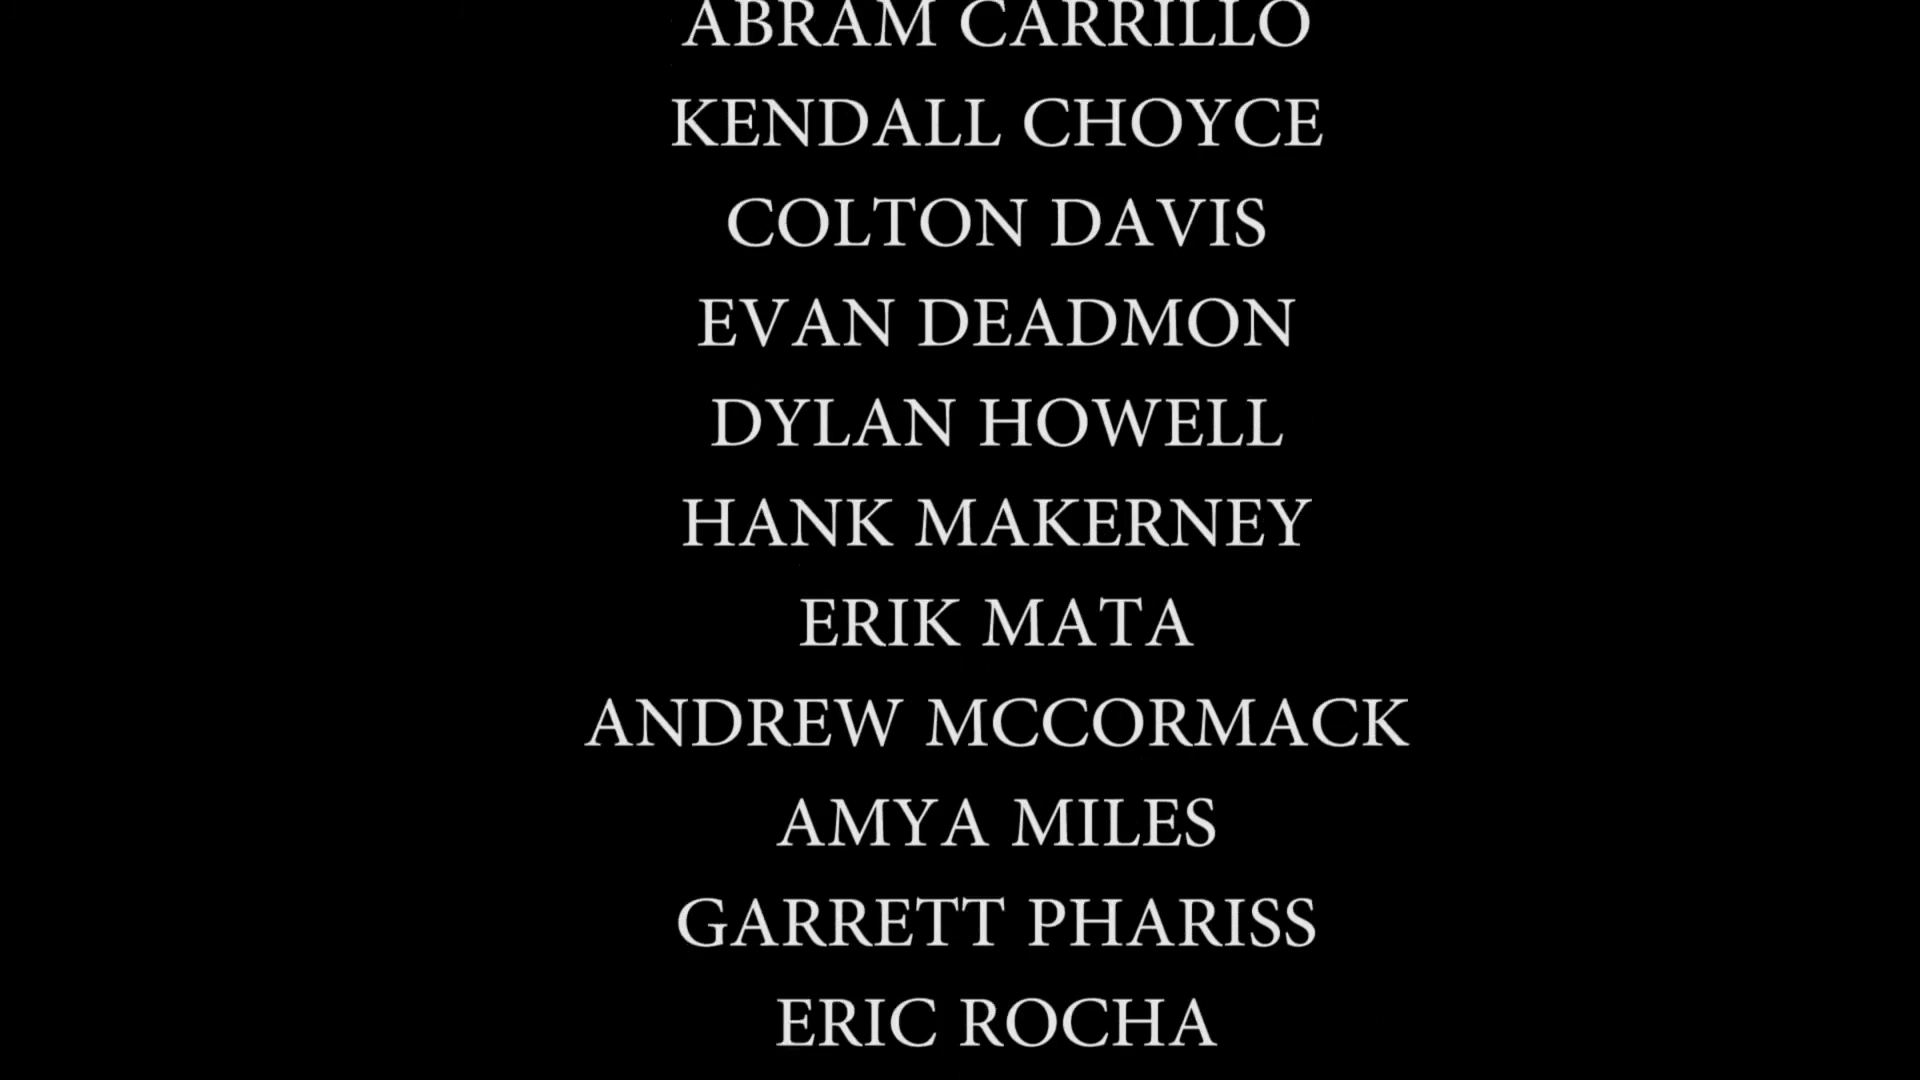 ABRAM CARRILLO
KENDALL CHOYCE
COLTON DAVIS
EVAN DEADMON
DYLAN HOWELL
HANK MAKERNEY
ERIK MATA
ANDREW MCCORMACK
AMYA MILES
GARRETT PHARISS
ERIC ROCHA